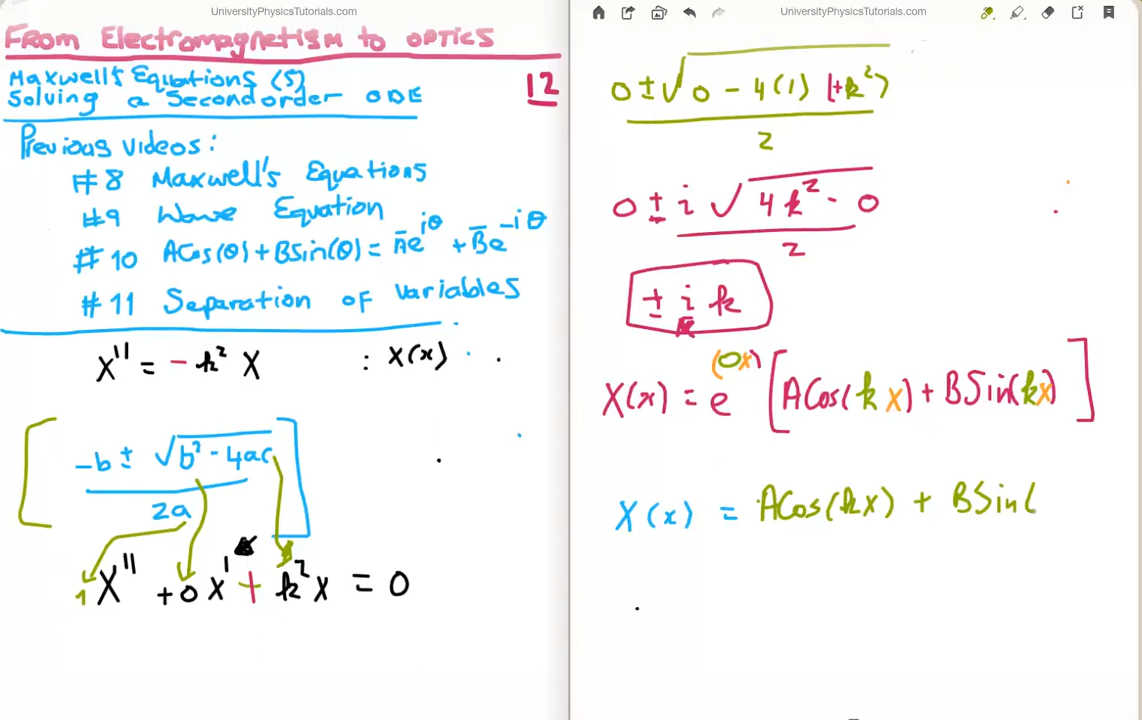 UniversityPhysicsTutorials.com
From Electromagnetism to OPTICS
Maxwell's Equations (5)
Solving a Second order ODE
12
Previous videos:
#8 Maxwell's Equations
#9 Wave Equation
#10 ACos(θ)+BSin(θ) = A̅e^{iθ} + B̅e^{-iθ}
#11 Separation of variables
X'' = -k² X : X(x)
-b ± √b² - 4ac
2a
1X'' + 0X' + k²X = 0
UniversityPhysicsTutorials.com
0 ± √0 - 4(1)(+k²)
2
0 ± i √4k² - 0
2
± i k
X(x) = e^{(0x)} [ACos(kx) + BSin(kx)]
X(x) = ACos(kx) + BSin(